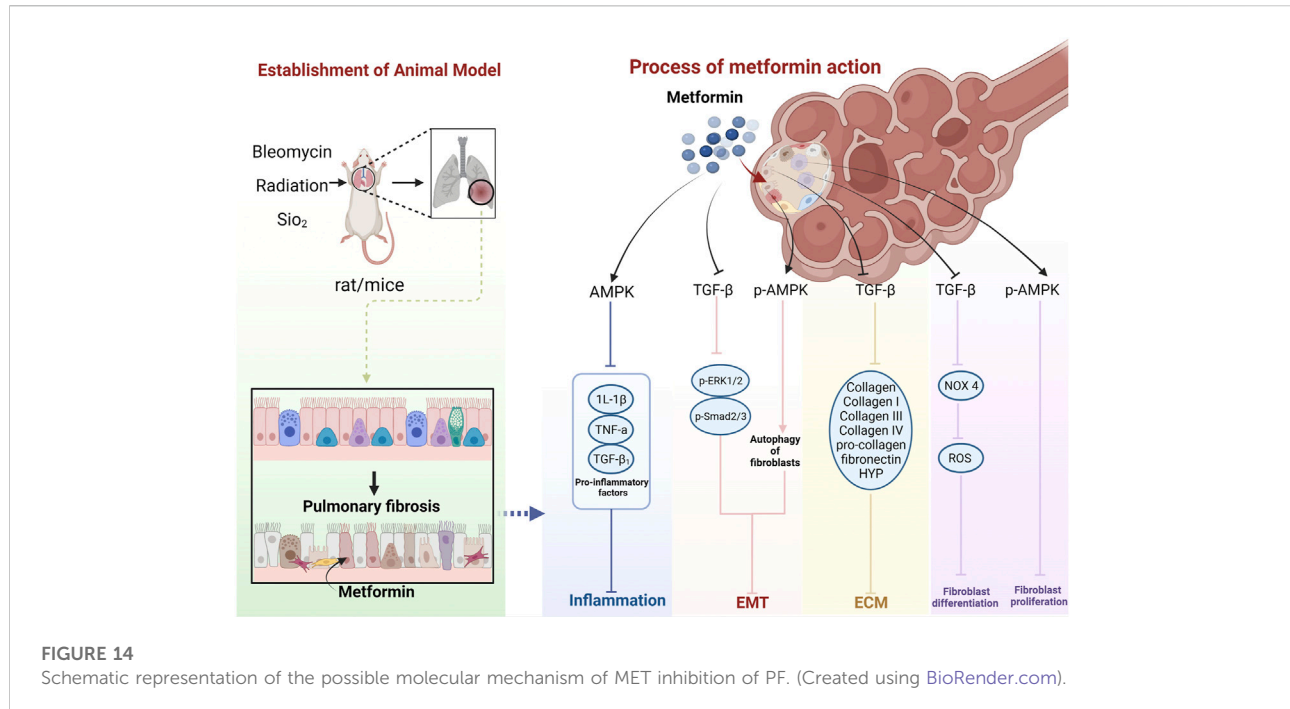 Establishment of Animal Model
Bleomycin
Radiation
Sio₂
rat/mice
Pulmonary fibrosis
Metformin
Process of metformin action
Metformin
AMPK
TGF-β
p-AMPK
TGF-β
TGF-β
p-AMPK
1L-1β
TNF-a
TGF-β₁
Pro-inflammatory
factors
Inflammation
p-ERK1/2
p-Smad2/3
Autophagy
of
fibroblasts
EMT
Collagen
Collagen I
Collagen III
Collagen IV
pro-collagen
fibronectin
HYP
ECM
NOX 4
ROS
Fibroblast
differentiation
Fibroblast
proliferation
FIGURE 14
Schematic representation of the possible molecular mechanism of MET inhibition of PF. (Created using BioRender.com).